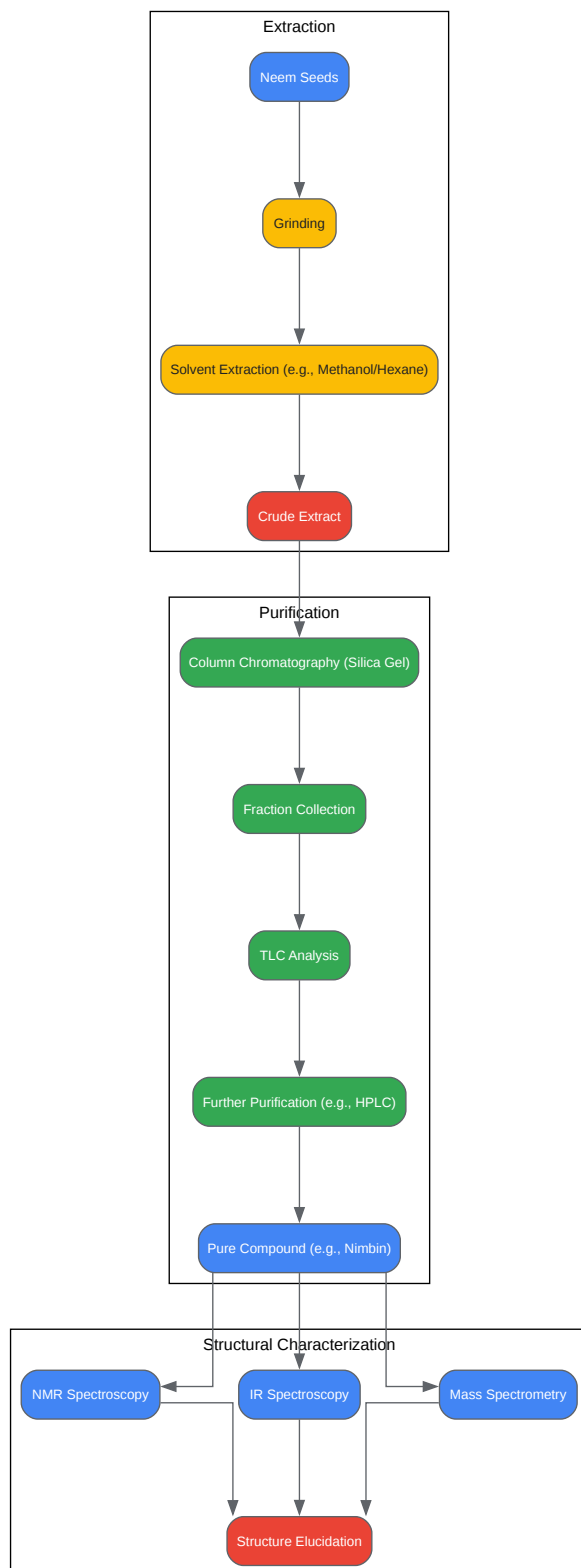 Extraction
Neem Seeds
Grinding
Solvent Extraction (e.g., Methanol/Hexane)
Crude Extract
Purification
Column Chromatography (Silica Gel)
Fraction Collection
TLC Analysis
Further Purification (e.g., HPLC)
Pure Compound (e.g., Nimbin)
Structural Characterization
NMR Spectroscopy
IR Spectroscopy
Mass Spectrometry
Structure Elucidation